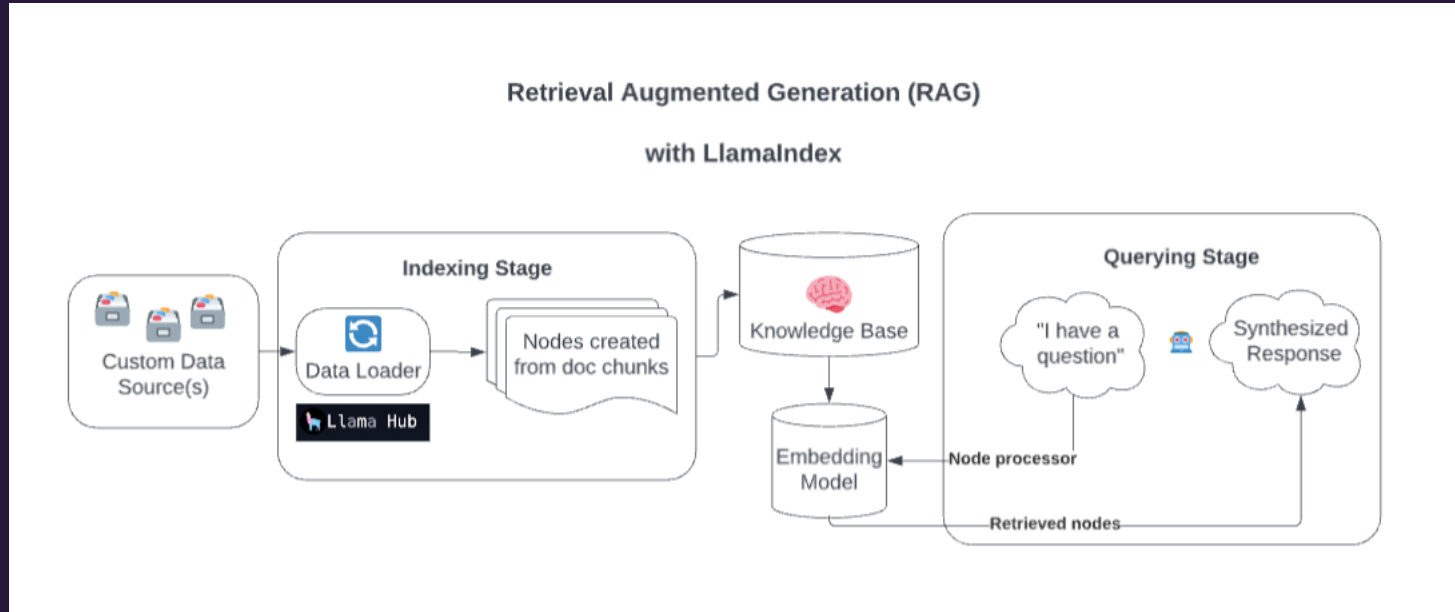 Retrieval Augmented Generation (RAG)
with LlamaIndex
Indexing Stage
Custom Data
Source(s)
Data Loader
Llama Hub
Nodes created
from doc chunks
Knowledge Base
Embedding
Model
Querying Stage
"I have a
question"
Synthesized
Response
Node processor
Retrieved nodes